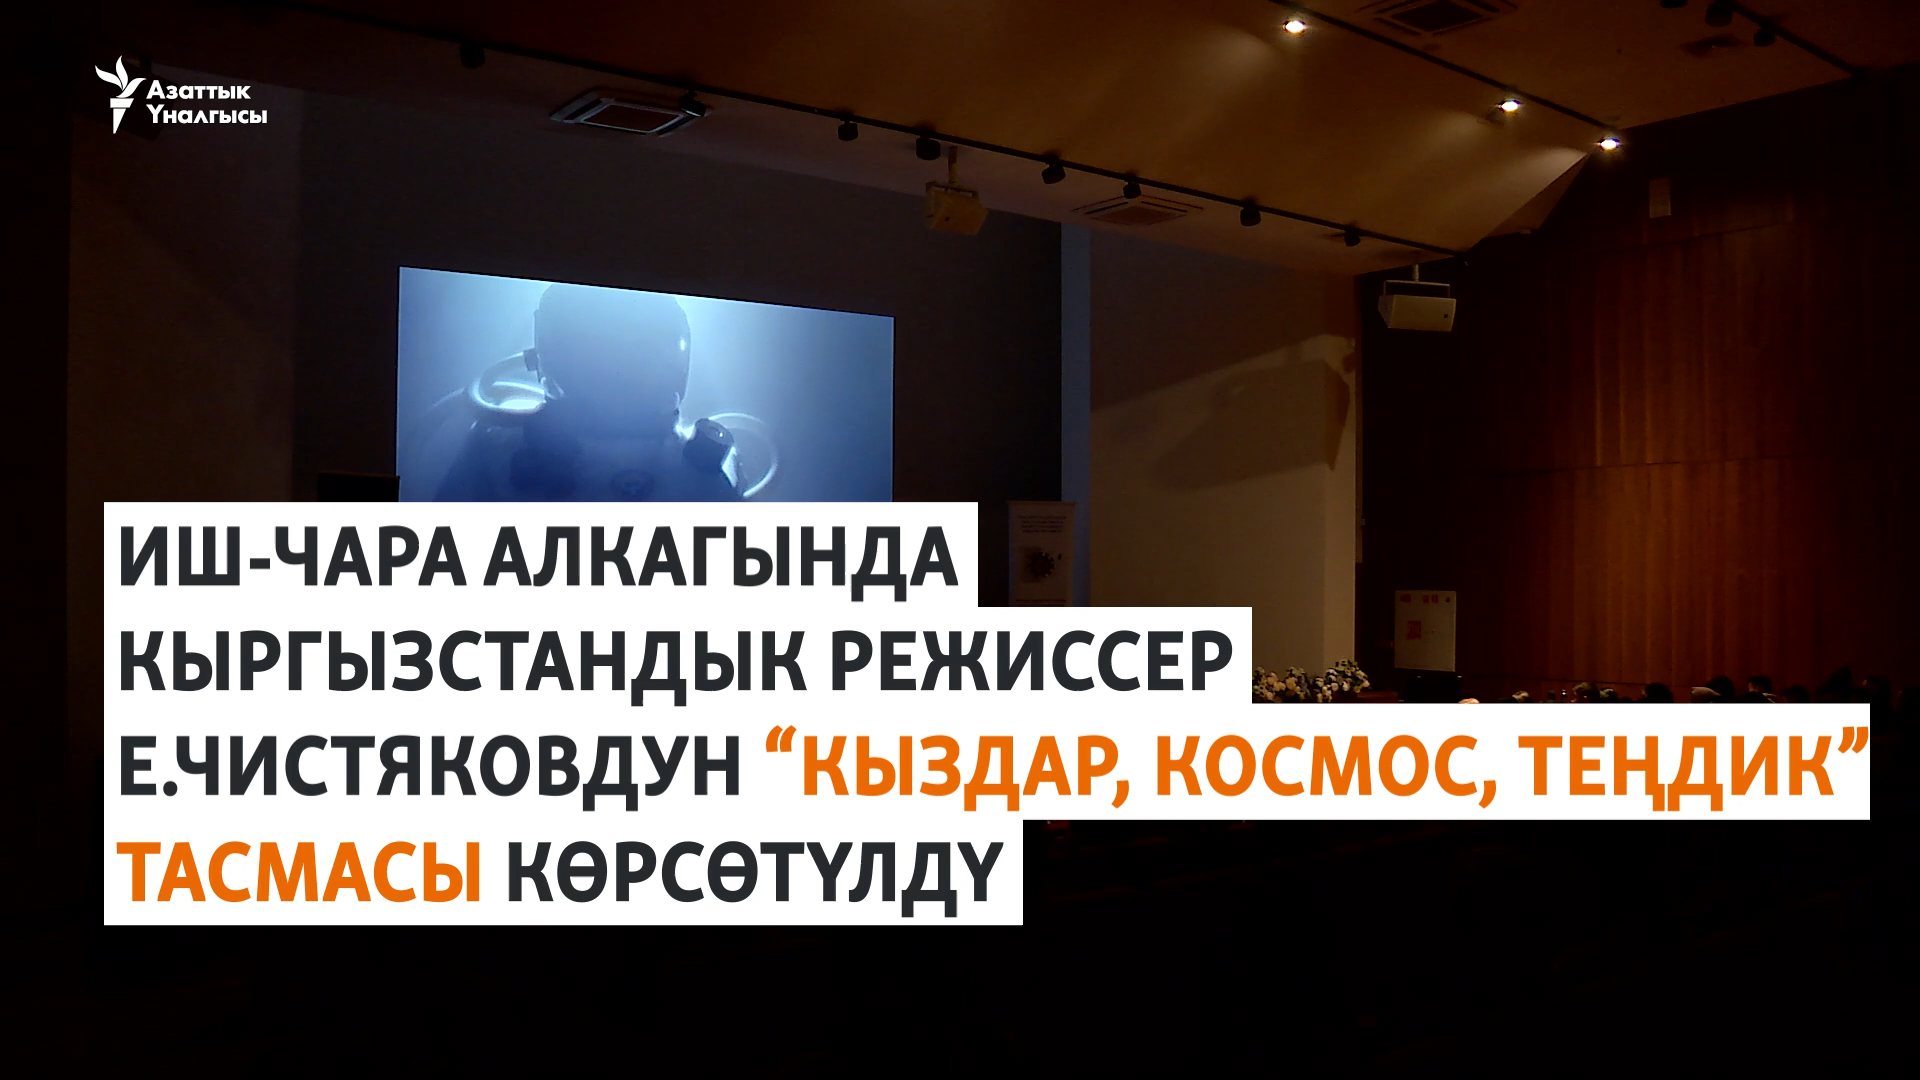 Азаттык
Үналгысы
ИШ-ЧАРА АЛКАГЫНДА
КЫРГЫЗСТАНДЫК РЕЖИССЕР
Е.ЧИСТЯКОВДУН “КЫЗДАР, КОСМОС, ТЕҢДИК”
ТАСМАСЫ КӨРСӨТҮЛДҮ